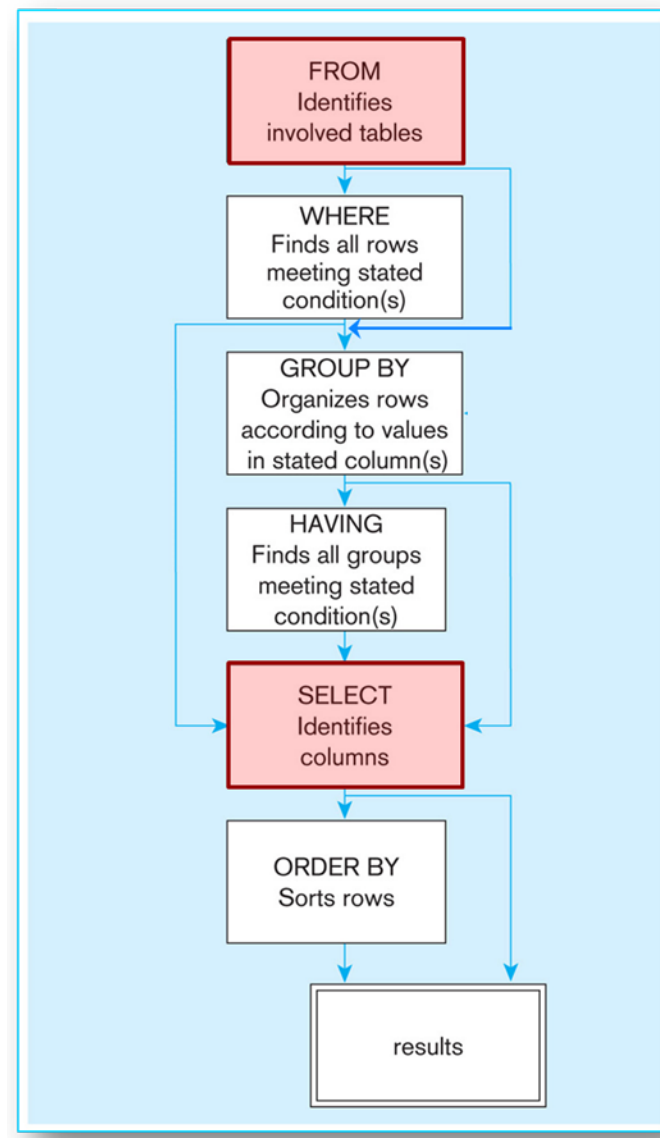 FROM
Identifies
involved tables
WHERE
Finds all rows
meeting stated
condition(s)
GROUP BY
Organizes rows
according to values
in stated column(s)
HAVING
Finds all groups
meeting stated
condition(s)
SELECT
Identifies
columns
ORDER BY
Sorts rows
results